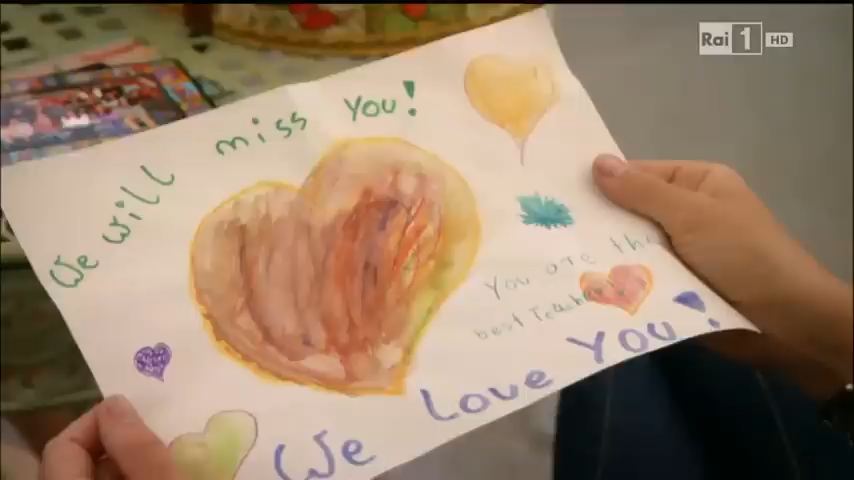 Rai 1 HD
We will miss You!
You are the
best Teacher
We Love YOU!